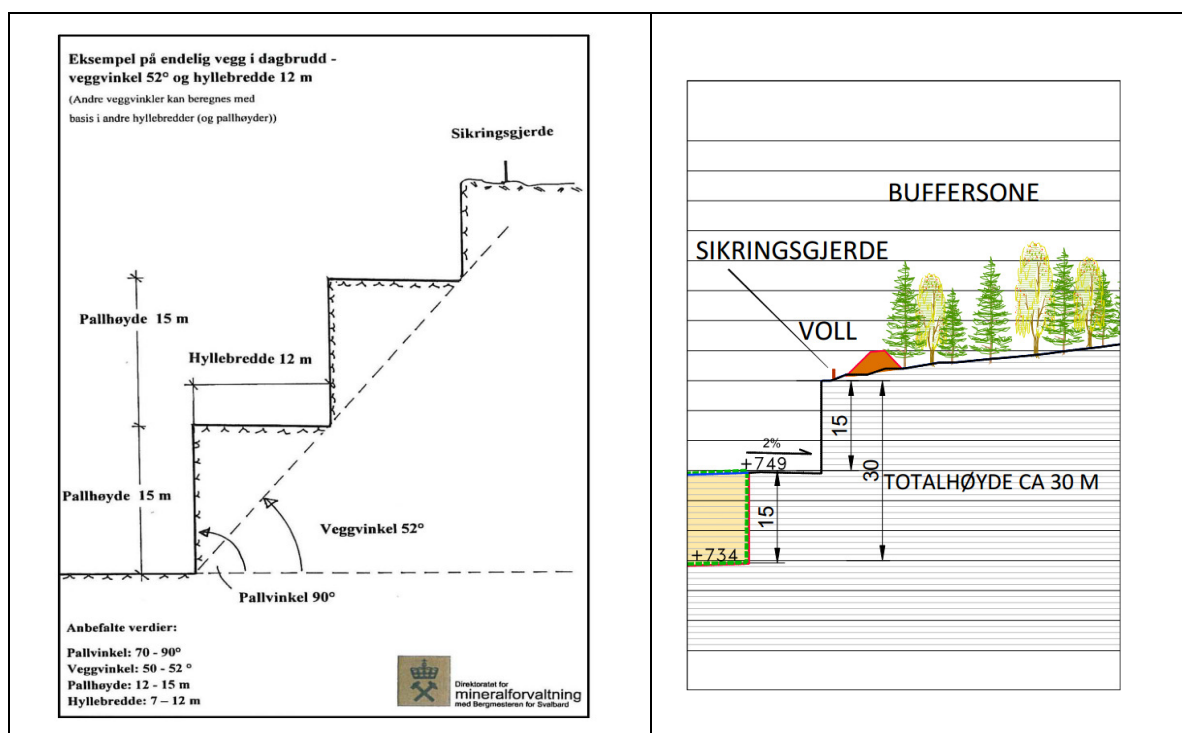 Eksempel på endelig vegg i dagbrudd -
veggvinkel 52° og hyllebredde 12 m
(Andre veggvinkler kan beregnes med
basis i andre hyllebredder (og pallhøyder))
Sikringsgjerde
Pallhøyde 15 m
Hyllebredde 12 m
Pallhøyde 15 m
Veggvinkel 52°
Pallvinkel 90°
Anbefalte verdier:
Pallvinkel: 70 - 90°
Veggvinkel: 50 - 52 °
Pallhøyde: 12 - 15 m
Hyllebredde: 7 – 12 m
Direktoratet for
mineralforvaltning
med Bergmesteren for Svalbard
BUFFERSONE
SIKRINGSGJERDE
VOLL
15
2%
+749
30
TOTALHØYDE CA 30 M
15
+734